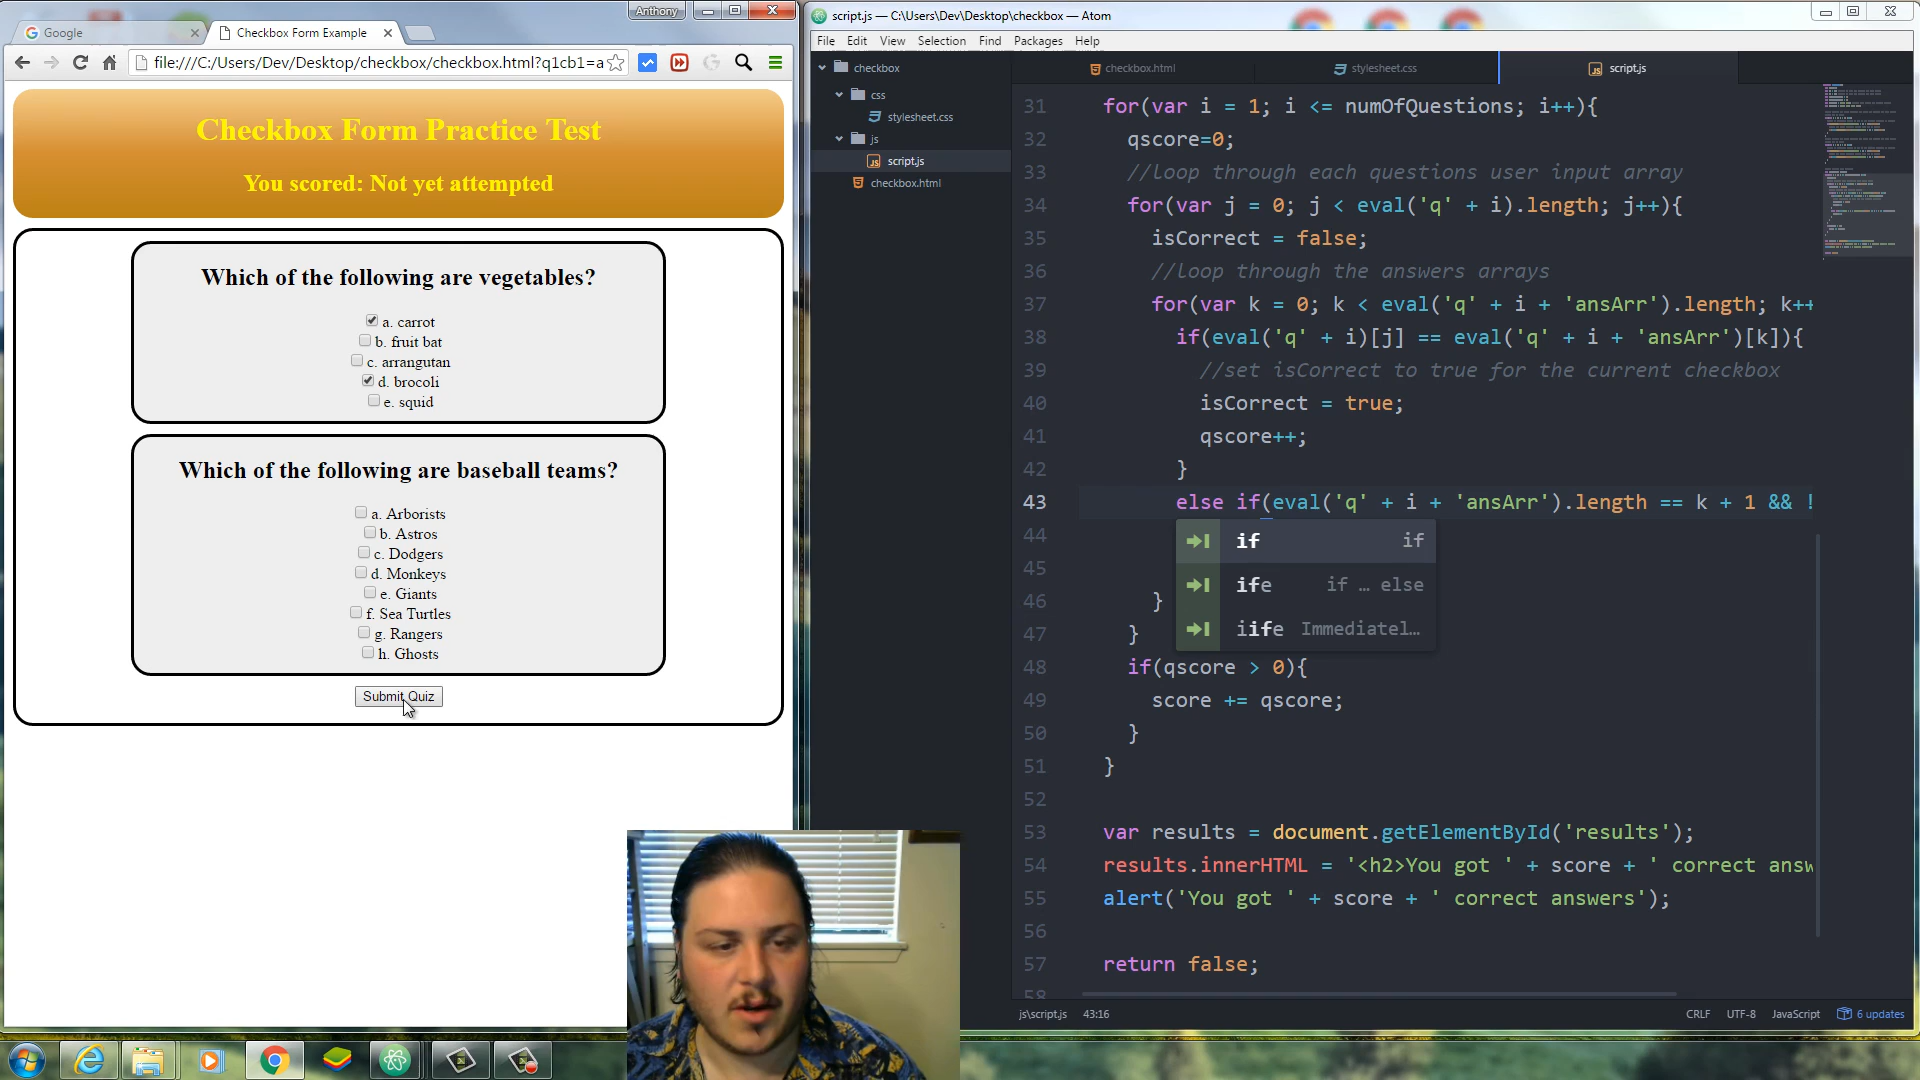 Anthony
Google
Checkbox Form Example
file:///C:/Users/Dev/Desktop/checkbox/checkbox.html?q1cb1=a
Checkbox Form Practice Test
You scored: Not yet attempted
Which of the following are vegetables?
a. carrot
b. fruit bat
c. arrangutan
d. brocoli
e. squid
Which of the following are baseball teams?
a. Arborists
b. Astros
c. Dodgers
d. Monkeys
e. Giants
f. Sea Turtles
g. Rangers
h. Ghosts
Submit Quiz
script.js — C:\Users\Dev\Desktop\checkbox — Atom
File Edit View Selection Find Packages Help
checkbox
css
stylesheet.css
js
script.js
checkbox.html
checkbox.html stylesheet.css script.js
31 for(var i = 1; i <= numOfQuestions; i++){
32 qscore=0;
33 //loop through each questions user input array
34 for(var j = 0; j < eval('q' + i).length; j++){
35 isCorrect = false;
36 //loop through the answers arrays
37 for(var k = 0; k < eval('q' + i + 'ansArr').length; k++
38 if(eval('q' + i)[j] == eval('q' + i + 'ansArr')[k]){
39 //set isCorrect to true for the current checkbox
40 isCorrect = true;
41 qscore++;
42 }
43 else if(eval('q' + i + 'ansArr').length == k + 1 && !
44
45
46 }
47 }
48 if(qscore > 0){
49 score += qscore;
50 }
51 }
52
53 var results = document.getElementById('results');
54 results.innerHTML = '<h2>You got ' + score + ' correct answ
55 alert('You got ' + score + ' correct answers');
56
57 return false;
58
if if
ife if … else
iife Immediatel…
js\script.js 43:16
CRLF UTF-8 JavaScript 6 updates